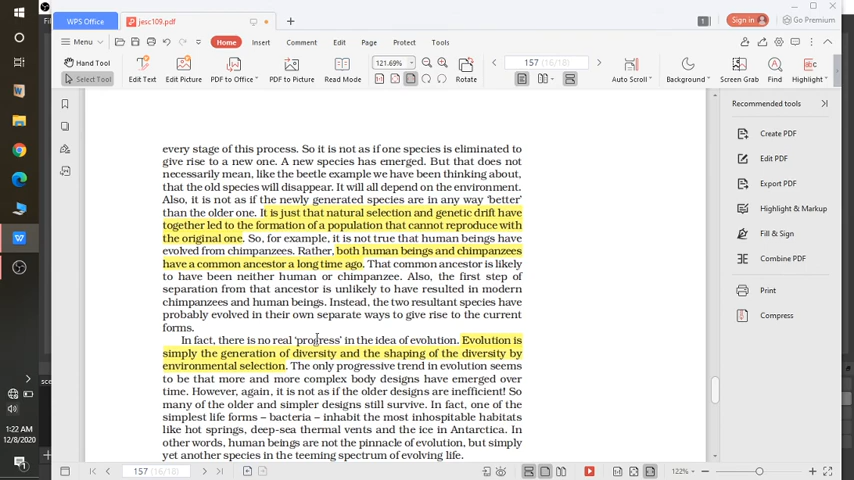 WPS Office
jesc109.pdf
1
Sign in
Go Premium
Menu
Home
Insert
Comment
Edit
Page
Protect
Tools
Hand Tool
Select Tool
Edit Text
Edit Picture
PDF to Office
PDF to Picture
Read Mode
121.69%
Rotate
157 (16/18)
Auto Scroll
Background
Screen Grab
Find
Highlight
every stage of this process. So it is not as if one species is eliminated to
give rise to a new one. A new species has emerged. But that does not
necessarily mean, like the beetle example we have been thinking about,
that the old species will disappear. It will all depend on the environment.
Also, it is not as if the newly generated species are in any way ‘better’
than the older one. It is just that natural selection and genetic drift have
together led to the formation of a population that cannot reproduce with
the original one. So, for example, it is not true that human beings have
evolved from chimpanzees. Rather, both human beings and chimpanzees
have a common ancestor a long time ago. That common ancestor is likely
to have been neither human or chimpanzee. Also, the first step of
separation from that ancestor is unlikely to have resulted in modern
chimpanzees and human beings. Instead, the two resultant species have
probably evolved in their own separate ways to give rise to the current
forms.
In fact, there is no real ‘progress’ in the idea of evolution. Evolution is
simply the generation of diversity and the shaping of the diversity by
environmental selection. The only progressive trend in evolution seems
to be that more and more complex body designs have emerged over
time. However, again, it is not as if the older designs are inefficient! So
many of the older and simpler designs still survive. In fact, one of the
simplest life forms – bacteria – inhabit the most inhospitable habitats
like hot springs, deep-sea thermal vents and the ice in Antarctica. In
other words, human beings are not the pinnacle of evolution, but simply
yet another species in the teeming spectrum of evolving life.
Recommended tools
Create PDF
Edit PDF
Export PDF
Highlight & Markup
Fill & Sign
Combine PDF
Print
Compress
1:22 AM
12/8/2020
157 (16/18)
122%